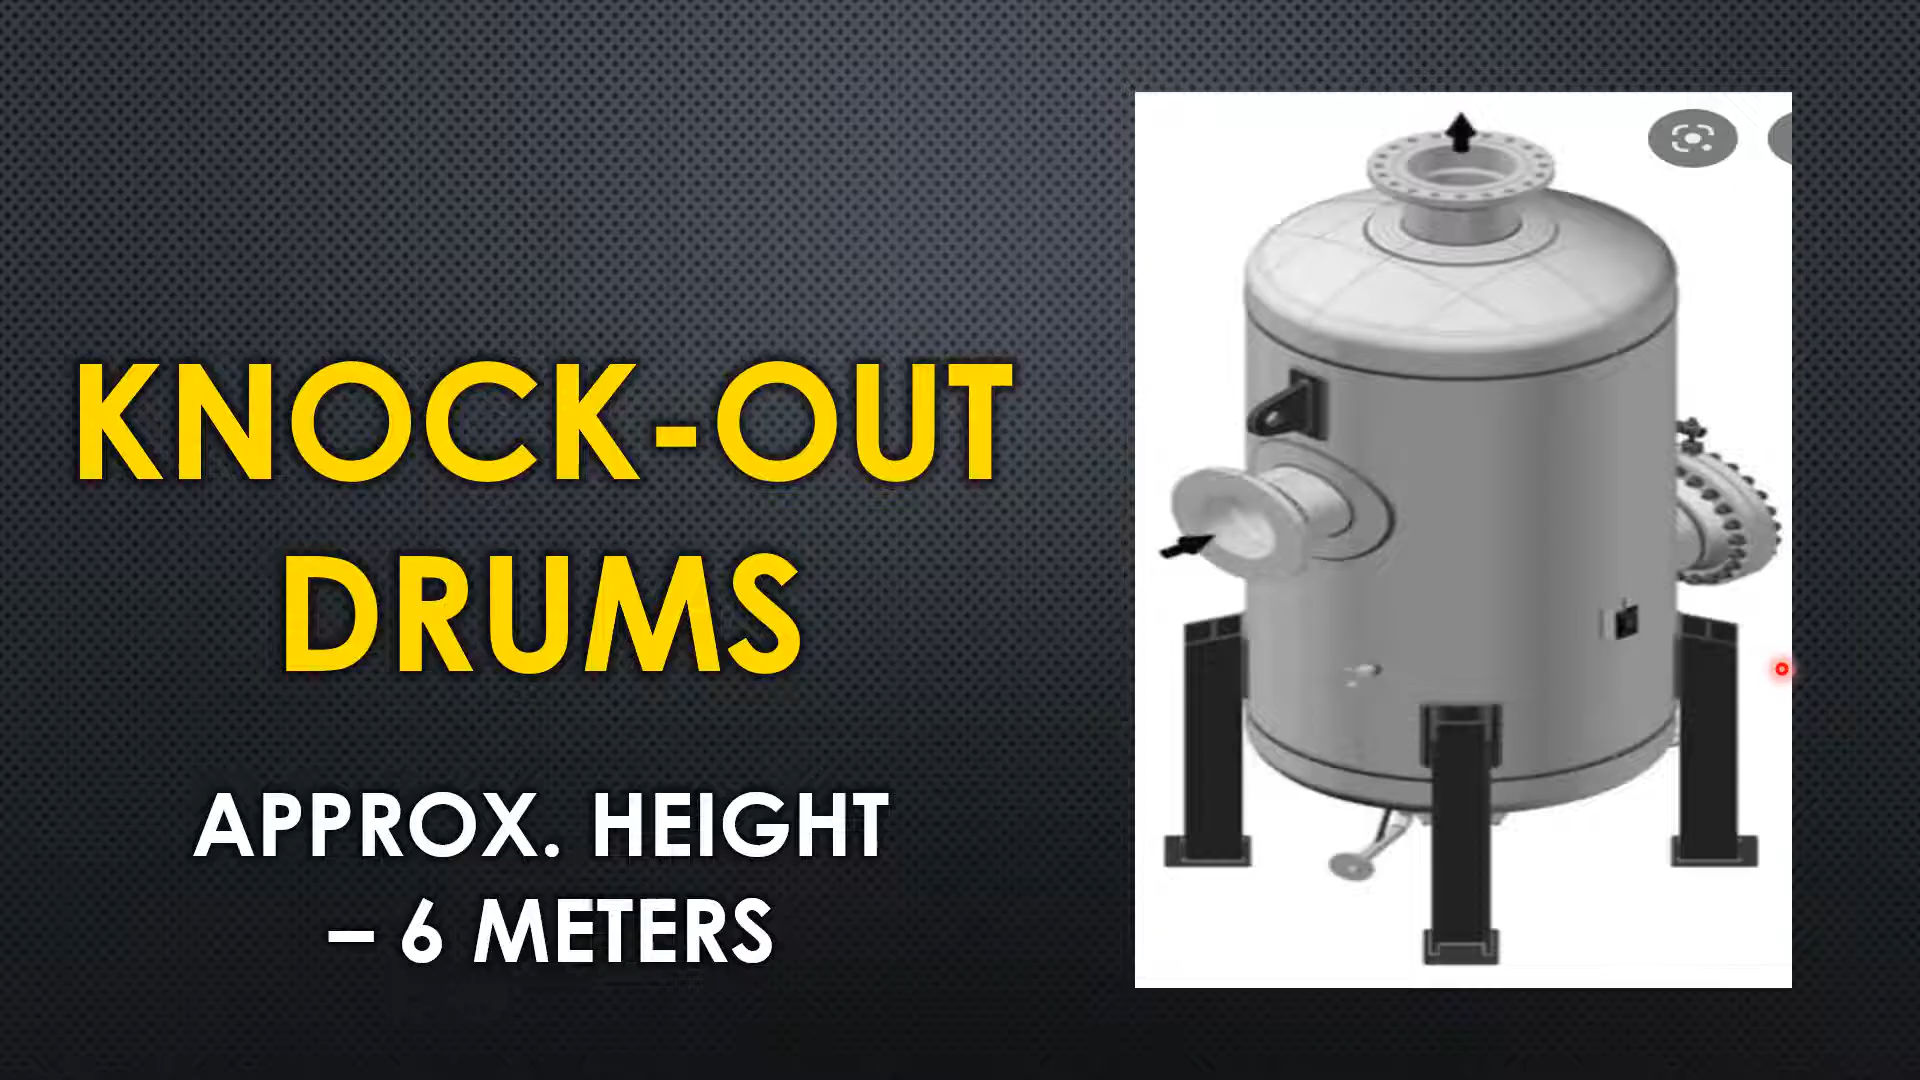 KNOCK-OUT
DRUMS
APPROX. HEIGHT
– 6 METERS